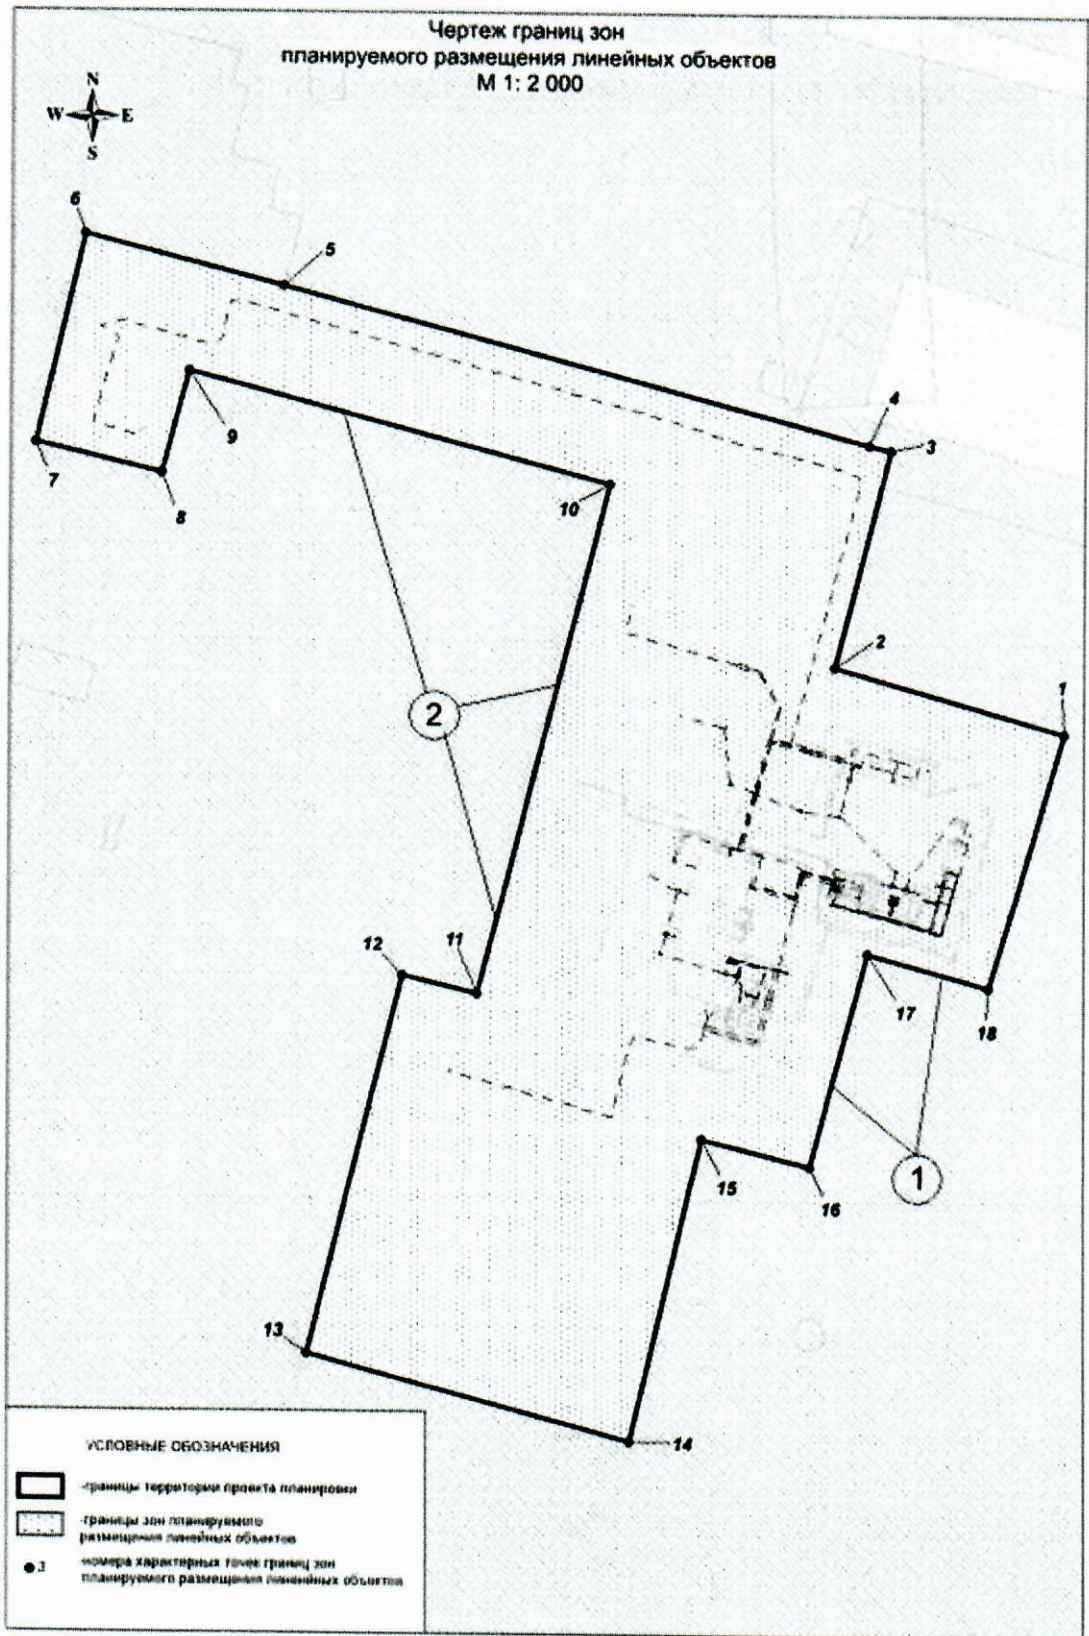 Чертеж границ зон
планируемого размещения линейных объектов
М 1: 2 000
N
W E
S
6
5
4
3
9
7
8
10
2
1
2
12
11
17
18
15
16
1
13
14
УСЛОВНЫЕ ОБОЗНАЧЕНИЯ
-границы территории проекта планировки
-границы зон планируемого
размещения линейных объектов
3
-номера характерных точек границ зон
планируемого размещения линейных объектов